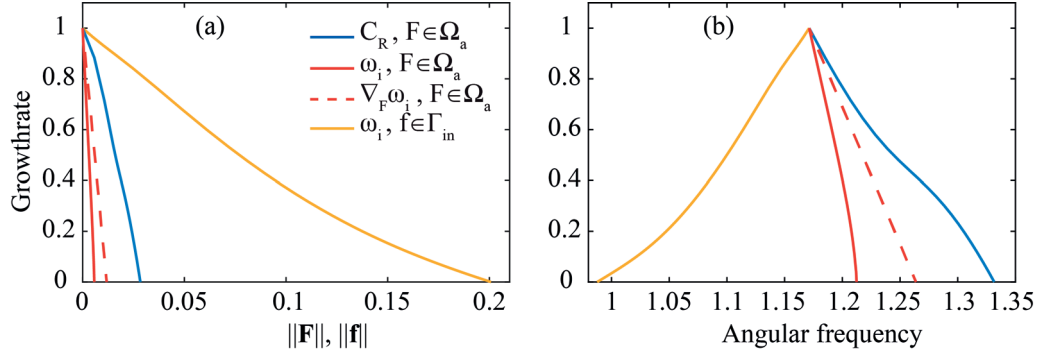 (a)
(b)
C_R , F∈Ω_a
ω_i , F∈Ω_a
∇_Fω_i , F∈Ω_a
ω_i , f∈Γ_in
Growthrate
1
0.8
0.6
0.4
0.2
0
0 0.05 0.1 0.15 0.2
||F||, ||f||
1
0.8
0.6
0.4
0.2
0
1 1.05 1.1 1.15 1.2 1.25 1.3 1.35
Angular frequency